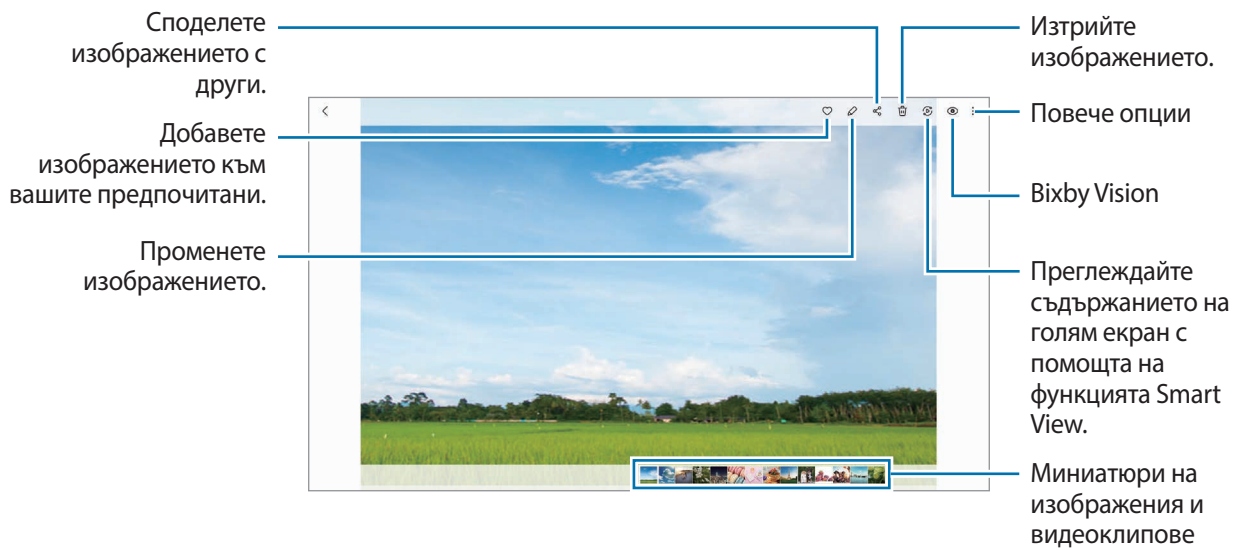 Споделете
изображението с
други.
Добавете
изображението към
вашите предпочитани.
Променете
изображението.
Изтрийте
изображението.
Повече опции
Bixby Vision
Преглеждайте
съдържанието на
голям екран с
помощта на
функцията Smart
View.
Миниатюри на
изображения и
видеоклипове